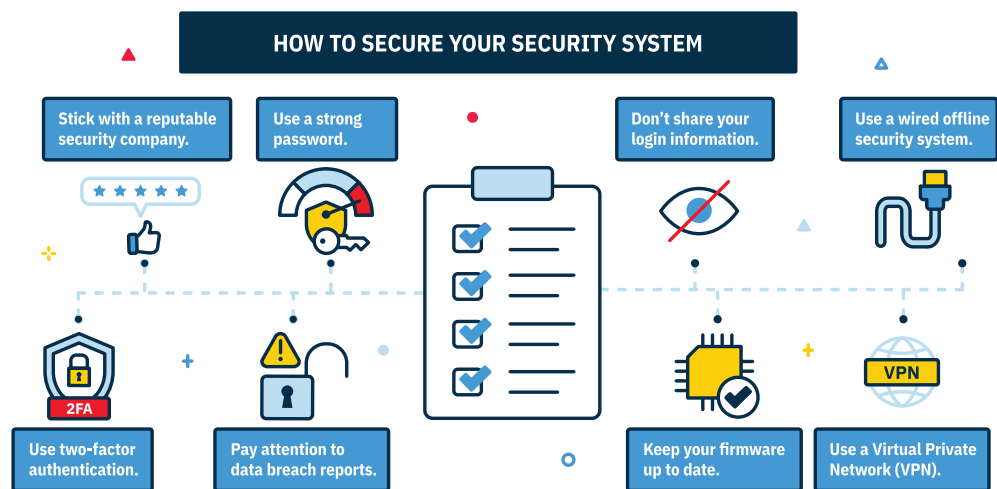 HOW TO SECURE YOUR SECURITY SYSTEM
Stick with a reputable
security company.
Use a strong
password.
Don’t share your
login information.
Use a wired offline
security system.
2FA
VPN
Use two-factor
authentication.
Pay attention to
data breach reports.
Keep your firmware
up to date.
Use a Virtual Private
Network (VPN).